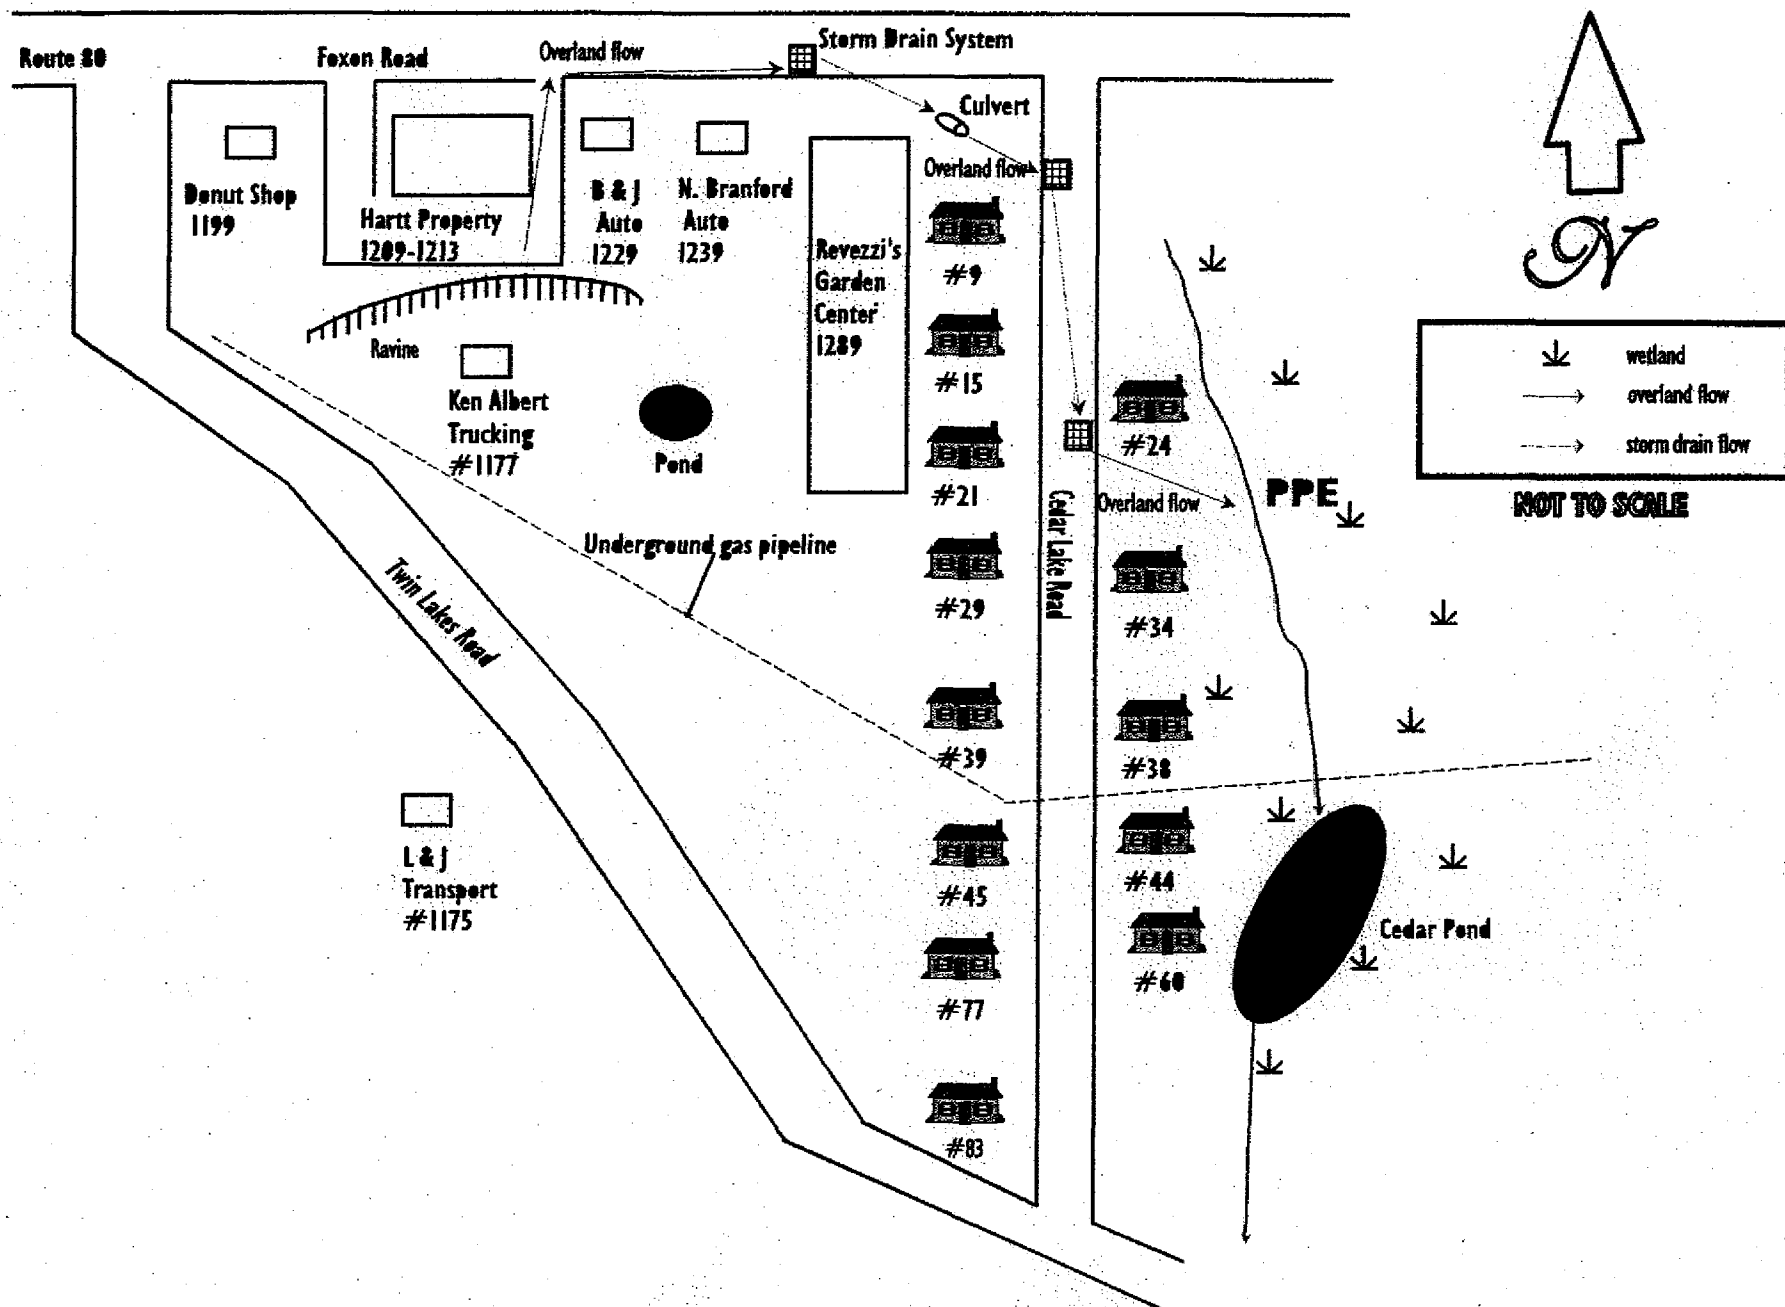 Route 80
Foxon Road
Overland flow
Storm Drain System
Culvert
Overland flow
Donut Shop
1199
Hartt Property
1209-1213
B & J
Auto
1229
N. Branford
Auto
1239
Revezzi's
Garden
Center
1289
Ravine
Ken Albert
Trucking
#1177
Pond
#9
#15
#21
#29
#39
#45
#77
#83
Cedar Lake Road
#24
Overland flow
PPE
#34
#38
#44
#60
Underground gas pipeline
Twin Lakes Road
L & J
Transport
#1175
Cedar Pond
N
wetland
overland flow
storm drain flow
NOT TO SCALE